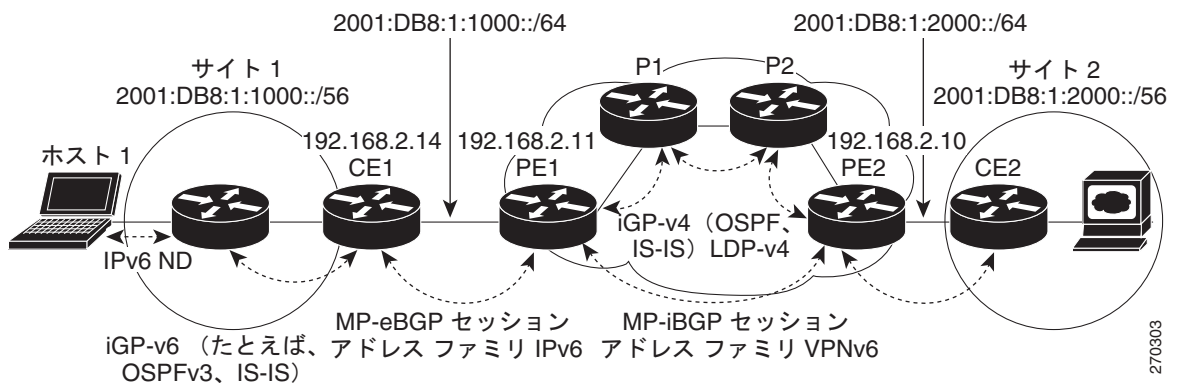 2001:DB8:1:1000::/64
2001:DB8:1:2000::/64
サイト 1
2001:DB8:1:1000::/56
P1
P2
サイト 2
2001:DB8:1:2000::/56
ホスト 1
192.168.2.14
CE1
192.168.2.11
PE1
192.168.2.10
PE2
CE2
iGP-v4（OSPF、
IS-IS）LDP-v4
IPv6 ND
iGP-v6 （たとえば、
OSPFv3、IS-IS）
MP-eBGP セッション
アドレス ファミリ IPv6
MP-iBGP セッション
アドレス ファミリ VPNv6
270303